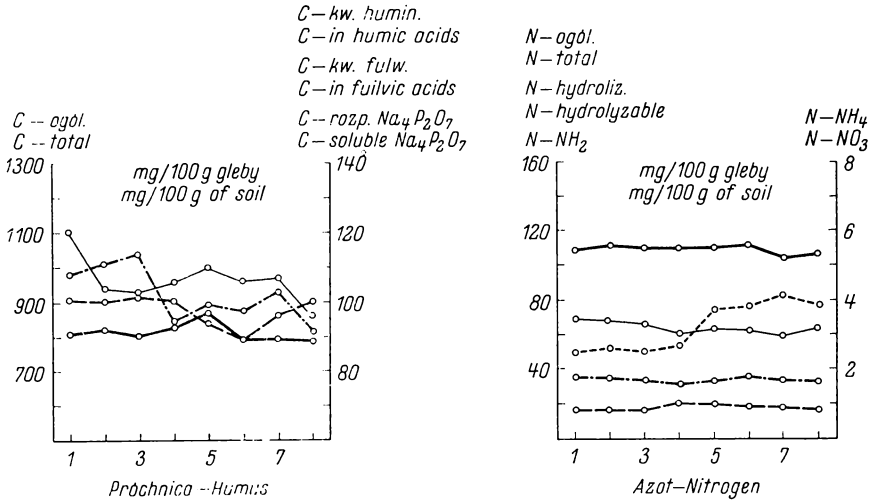 C–kw. humin.
C–in humic acids
C–kw. fulw.
C–in fuilvic acids
C–ogól.
C–total
C–rozp. Na₄P₂O₇
C–soluble Na₄P₂O₇
1300
140
mg/100 g gleby
mg/100 g of soil
1100
120
900
100
700
80
1 3 5 7
Próchnica–Humus
N–ogól.
N–total
N–hydroliz.
N–hydrolyzable
N–NH₂
N–NH₄
N–NO₃
160
8
mg/100 g gleby
mg/100 g of soil
120
6
80
4
40
2
1 3 5 7
Azot–Nitrogen